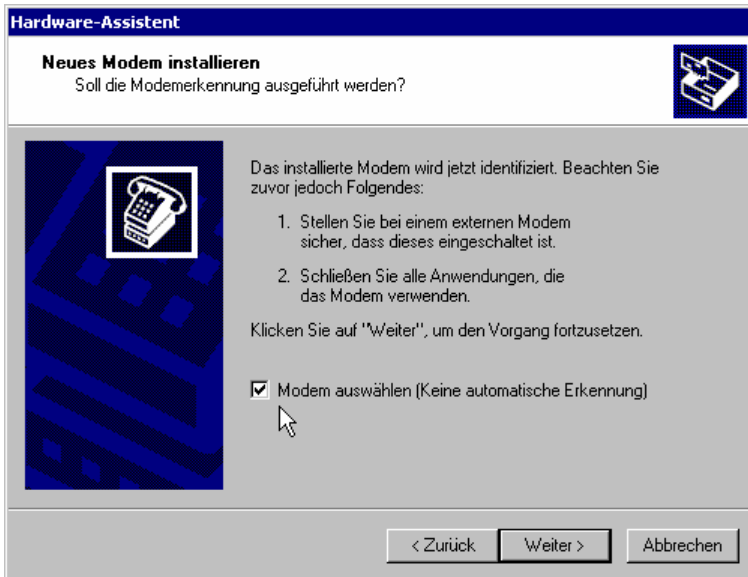 Hardware-Assistent
Neues Modem installieren
Soll die Modemerkennung ausgeführt werden?
Das installierte Modem wird jetzt identifiziert. Beachten Sie
zuvor jedoch Folgendes:
1. Stellen Sie bei einem externen Modem
sicher, dass dieses eingeschaltet ist.
2. Schließen Sie alle Anwendungen, die
das Modem verwenden.
Klicken Sie auf "Weiter", um den Vorgang fortzusetzen.
Modem auswählen (Keine automatische Erkennung)
< Zurück Weiter > Abbrechen